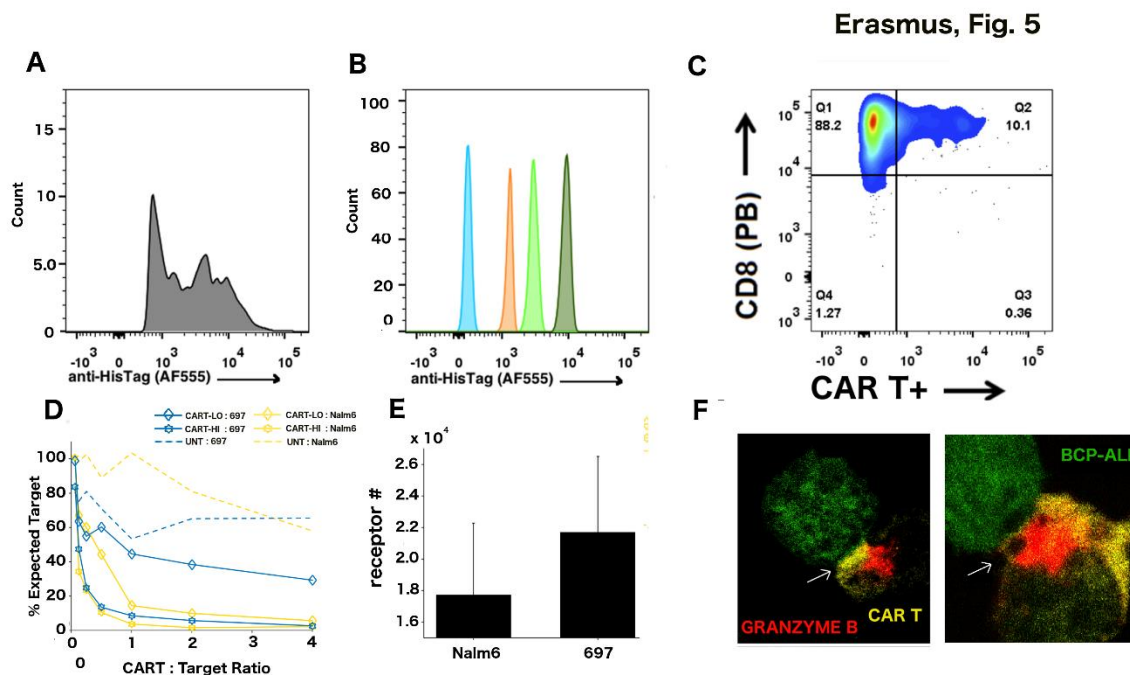 Erasmus, Fig. 5
A
15
10
5.0
0
Count
-10³ 0 10³ 10⁴ 10⁵
anti-HisTag (AF555)
B
100
80
60
40
20
0
Count
-10³ 0 10³ 10⁴ 10⁵
anti-HisTag (AF555)
C
Q1
88.2
Q2
10.1
Q4
1.27
Q3
0.36
10⁵
10⁴
10³
0
10³
CD8 (PB)
-10³ 0 10³ 10⁴ 10⁵
CAR T+
D
CART-LO : 697
CART-HI : 697
UNT : 697
CART-LO: Nalm6
CART-HI : Nalm6
UNT : Nalm6
100
80
60
40
20
0
% Expected Target
0 1 2 3 4
CART : Target Ratio
E
x 10⁴
2.6
2.4
2.2
2.0
1.8
1.6
receptor #
Nalm6 697
F
GRANZYME B
CAR T
BCP-ALL